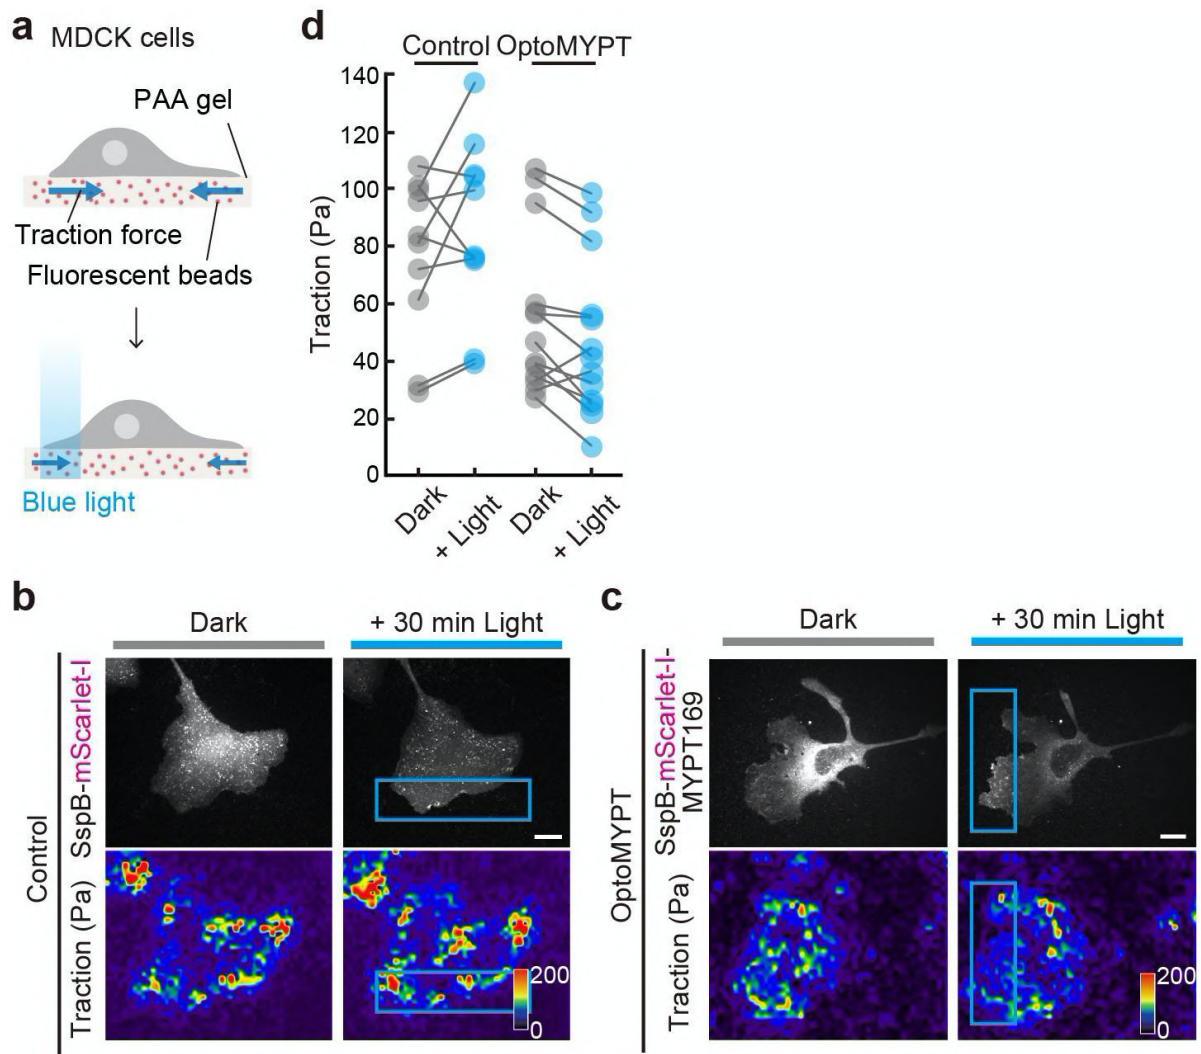 a
MDCK cells
PAA gel
Traction force
Fluorescent beads
Blue light
d
Control OptoMYPT
Traction (Pa)
140
120
100
80
60
40
20
0
Dark
+ Light
Dark
+ Light
b
Dark
+ 30 min Light
Control
SspB-mScarlet-I
Traction (Pa)
200
0
c
Dark
+ 30 min Light
OptoMYPT
SspB-mScarlet-I-
MYPT169
Traction (Pa)
200
0